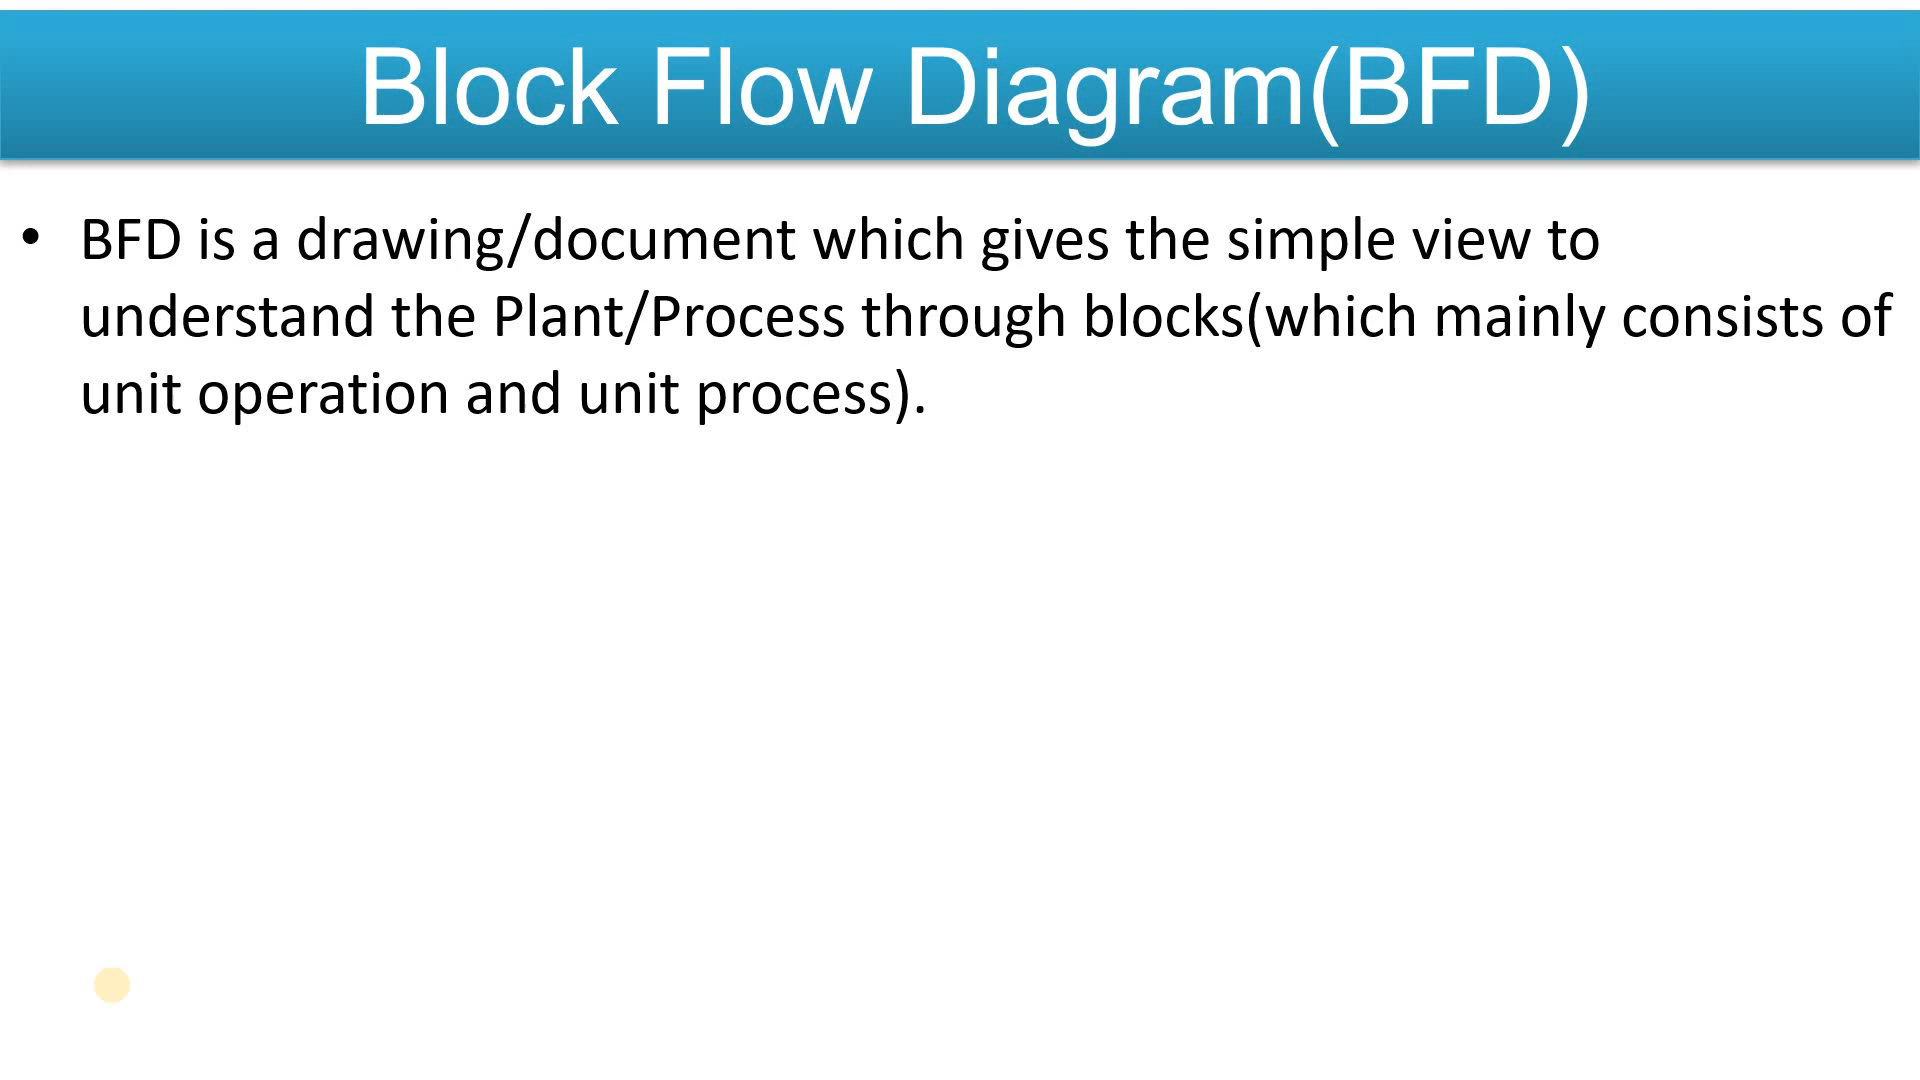 Block Flow Diagram(BFD)
• BFD is a drawing/document which gives the simple view to
understand the Plant/Process through blocks(which mainly consists of
unit operation and unit process).